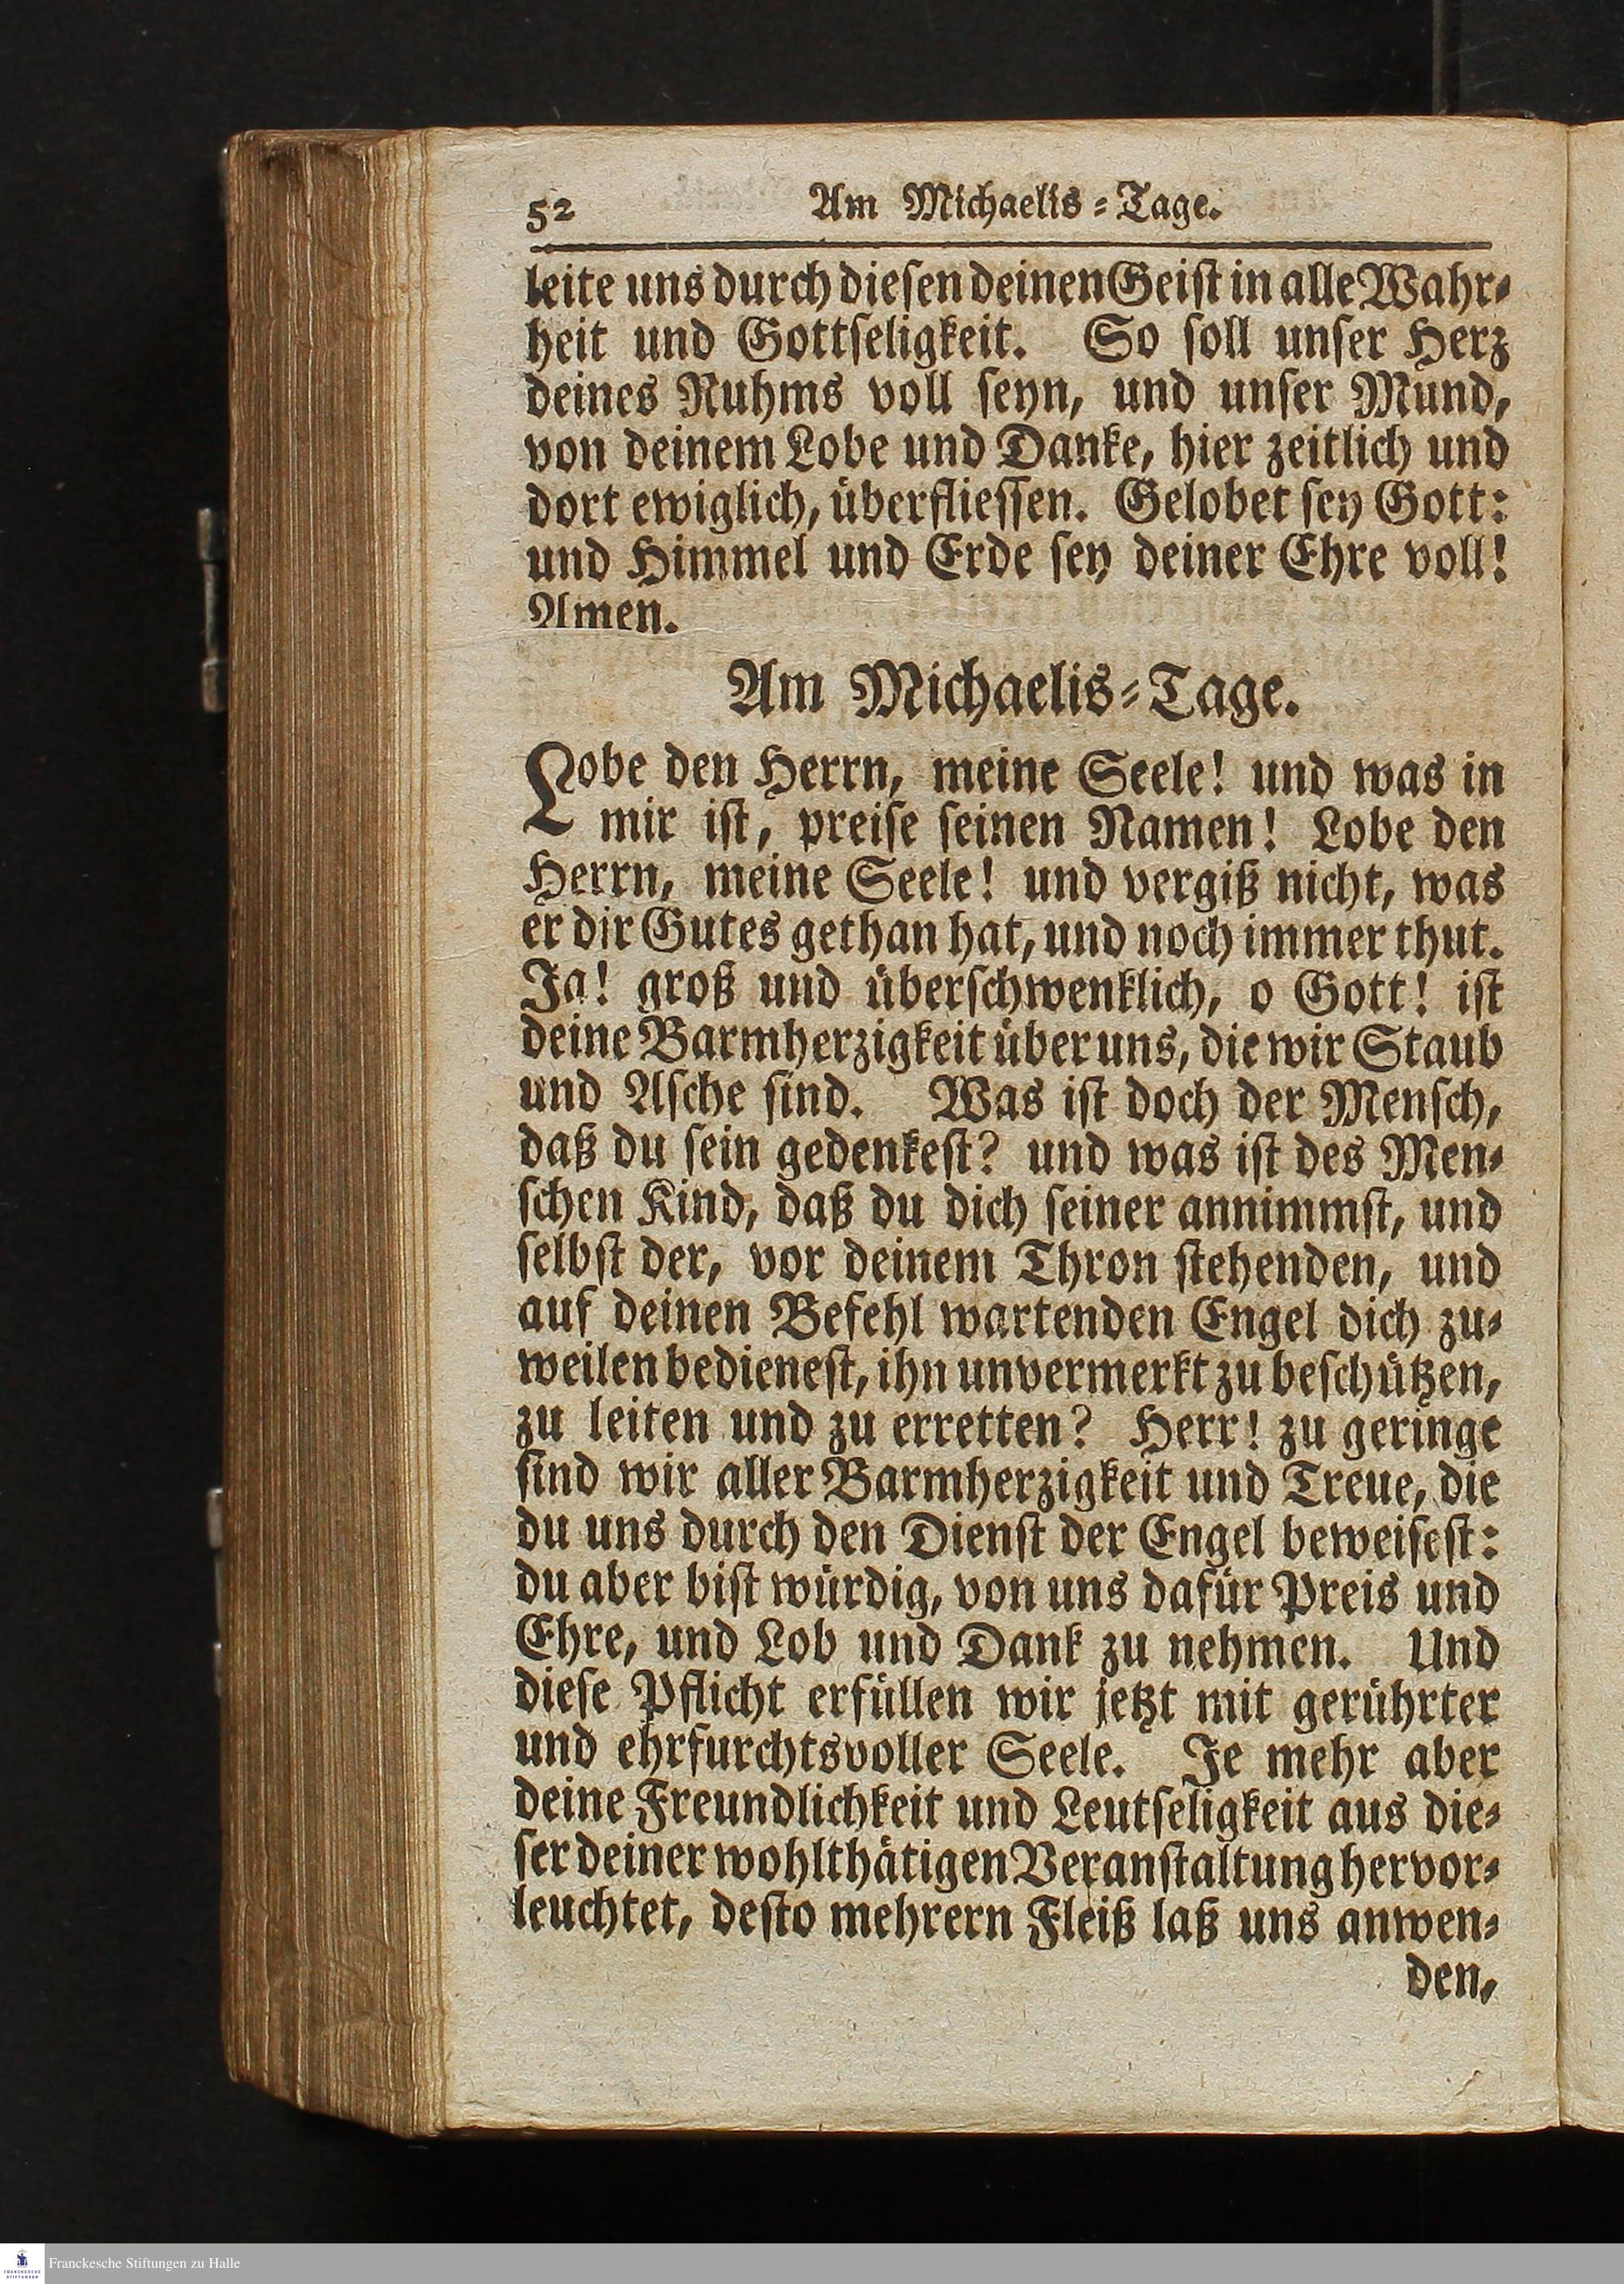 52 Am Michaelis-Tage.
leite uns durch diesen deinen Geist in alle Wahr-
heit und Gottseligkeit. So soll unser Herz
deines Ruhms voll seyn, und unser Mund,
von deinem Lobe und Danke, hier zeitlich und
dort ewiglich, überfliessen. Gelobet sey Gott:
und Himmel und Erde sey deiner Ehre voll!
Amen.
Am Michaelis-Tage.
Lobe den Herrn, meine Seele! und was in
mir ist, preise seinen Namen! Lobe den
Herrn, meine Seele! und vergiß nicht, was
er dir Gutes gethan hat, und noch immer thut.
Ja! groß und überschwenklich, o Gott! ist
deine Barmherzigkeit über uns, die wir Staub
und Asche sind. Was ist doch der Mensch,
daß du sein gedenkest? und was ist des Men-
schen Kind, daß du dich seiner annimmst, und
selbst der, vor deinem Thron stehenden, und
auf deinen Befehl wartenden Engel dich zu-
weilen bedienest, ihn unvermerkt zu beschützen,
zu leiten und zu erretten? Herr! zu geringe
sind wir aller Barmherzigkeit und Treue, die
du uns durch den Dienst der Engel beweisest:
du aber bist würdig, von uns dafür Preis und
Ehre, und Lob und Dank zu nehmen. Und
diese Pflicht erfüllen wir jetzt mit gerührter
und ehrfurchtsvoller Seele. Je mehr aber
deine Freundlichkeit und Leutseligkeit aus die-
ser deiner wohlthätigen Veranstaltung hervor-
leuchtet, desto mehrern Fleiß laß uns anwen-
den,
Franckesche Stiftungen zu Halle
FRANCKESCHE
STIFTUNGEN